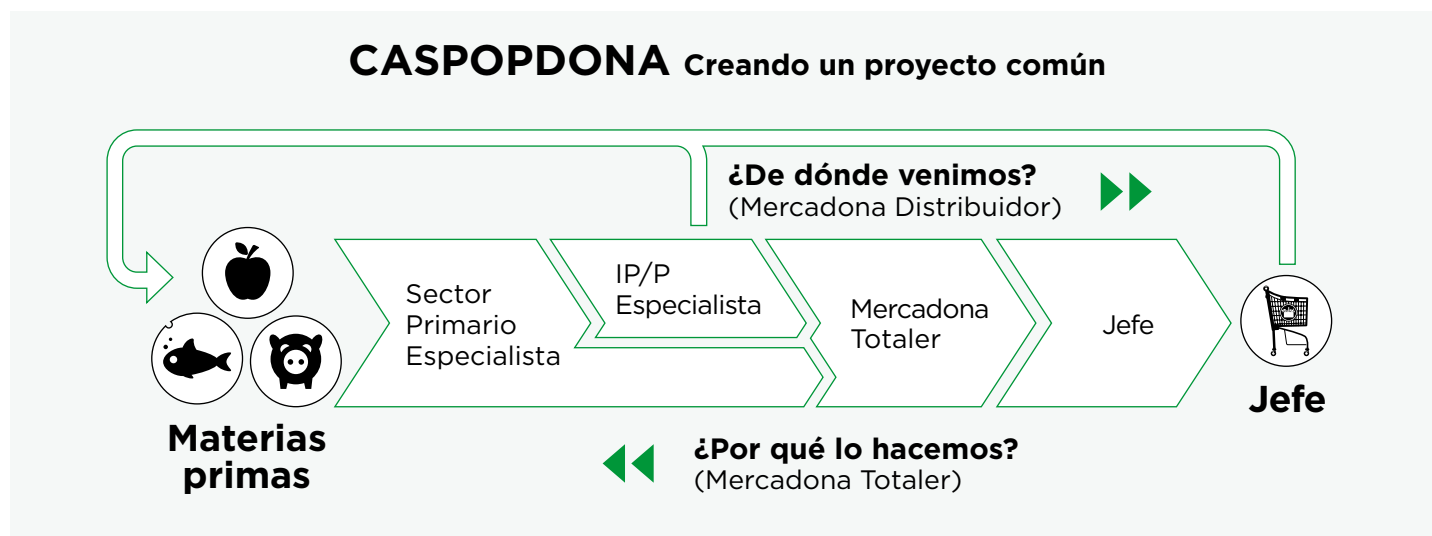 CASPOPDONA Creando un proyecto común
¿De dónde venimos?
(Mercadona Distribuidor)
Sector
Primario
Especialista
IP/P
Especialista
Mercadona
Totaler
Jefe
Jefe
Materias
primas
¿Por qué lo hacemos?
(Mercadona Totaler)